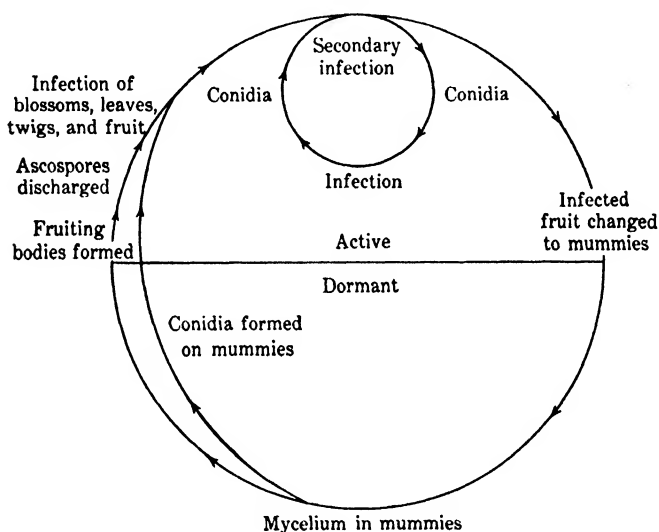 Secondary
infection
Conidia
Conidia
Infection
Infection of
blossoms, leaves,
twigs, and fruit
Ascospores
discharged
Fruiting
bodies formed
Infected
fruit changed
to mummies
Active
Dormant
Conidia formed
on mummies
Mycelium in mummies